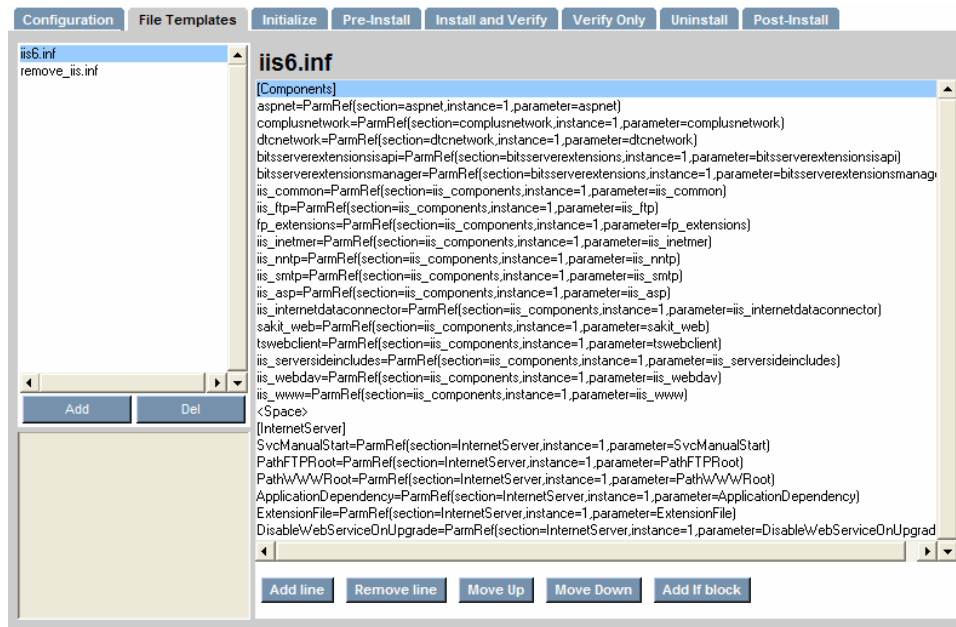 Configuration File Templates Initialize Pre-Install Install and Verify Verify Only Uninstall Post-Install
iis6.inf
remove_iis.inf
Add Del
iis6.inf
[Components]
aspnet=ParmRef(section=aspnet,instance=1,parameter=aspnet)
complusnetwork=ParmRef(section=complusnetwork,instance=1,parameter=complusnetwork)
dtcnetwork=ParmRef(section=dtcnetwork,instance=1,parameter=dtcnetwork)
bitsserverextensionsisapi=ParmRef(section=bitsserverextensions,instance=1,parameter=bitsserverextensionsisapi)
bitsserverextensionsmanager=ParmRef(section=bitsserverextensions,instance=1,parameter=bitsserverextensionsmanag
iis_common=ParmRef(section=iis_components,instance=1,parameter=iis_common)
iis_ftp=ParmRef(section=iis_components,instance=1,parameter=iis_ftp)
fp_extensions=ParmRef(section=iis_components,instance=1,parameter=fp_extensions)
iis_inetmer=ParmRef(section=iis_components,instance=1,parameter=iis_inetmer)
iis_nntp=ParmRef(section=iis_components,instance=1,parameter=iis_nntp)
iis_smtp=ParmRef(section=iis_components,instance=1,parameter=iis_smtp)
iis_asp=ParmRef(section=iis_components,instance=1,parameter=iis_asp)
iis_internetdataconnector=ParmRef(section=iis_components,instance=1,parameter=iis_internetdataconnector)
sakit_web=ParmRef(section=iis_components,instance=1,parameter=sakit_web)
tswebclient=ParmRef(section=iis_components,instance=1,parameter=tswebclient)
iis_serversideincludes=ParmRef(section=iis_components,instance=1,parameter=iis_serversideincludes)
iis_webdav=ParmRef(section=iis_components,instance=1,parameter=iis_webdav)
iis_www=ParmRef(section=iis_components,instance=1,parameter=iis_www)
<Space>
[InternetServer]
SvcManualStart=ParmRef(section=InternetServer,instance=1,parameter=SvcManualStart)
PathFTPRoot=ParmRef(section=InternetServer,instance=1,parameter=PathFTPRoot)
PathWWWRoot=ParmRef(section=InternetServer,instance=1,parameter=PathWWWRoot)
ApplicationDependency=ParmRef(section=InternetServer,instance=1,parameter=ApplicationDependency)
ExtensionFile=ParmRef(section=InternetServer,instance=1,parameter=ExtensionFile)
DisableWebServiceOnUpgrade=ParmRef(section=InternetServer,instance=1,parameter=DisableWebServiceOnUpgrad
Add line Remove line Move Up Move Down Add If block